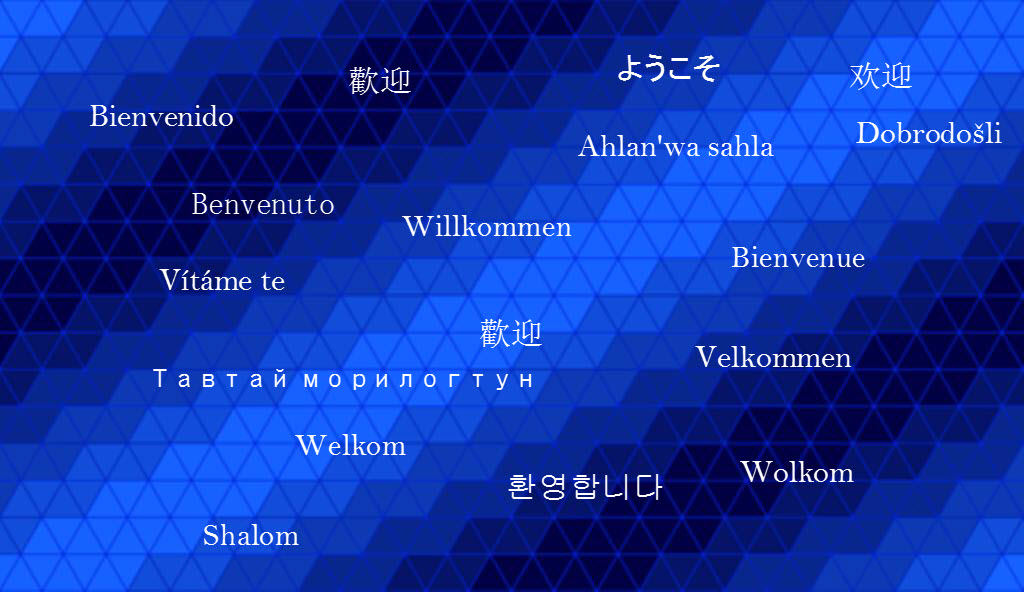 ようこそ
歡迎
欢迎
Bienvenido
Dobrodošli
Ahlan'wa sahla
Benvenuto
Willkommen
Bienvenue
Vítáme te
歡迎
Velkommen
Тавтай морилогтун
Welkom
Wolkom
환영합니다
Shalom